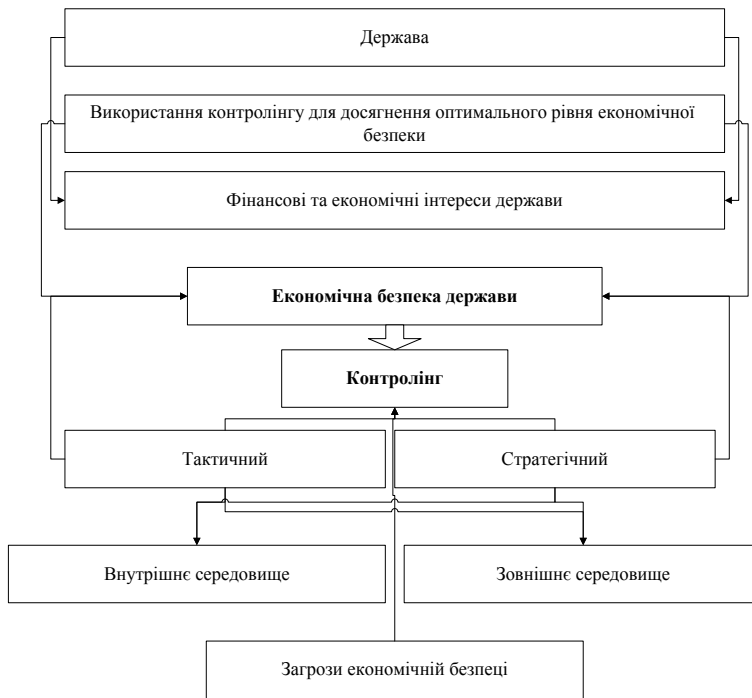 Держава
Використання контролінгу для досягнення оптимального рівня економічної
безпеки
Фінансові та економічні інтереси держави
Економічна безпека держави
Контролінг
Тактичний
Стратегічний
Внутрішнє середовище
Зовнішнє середовище
Загрози економічній безпеці